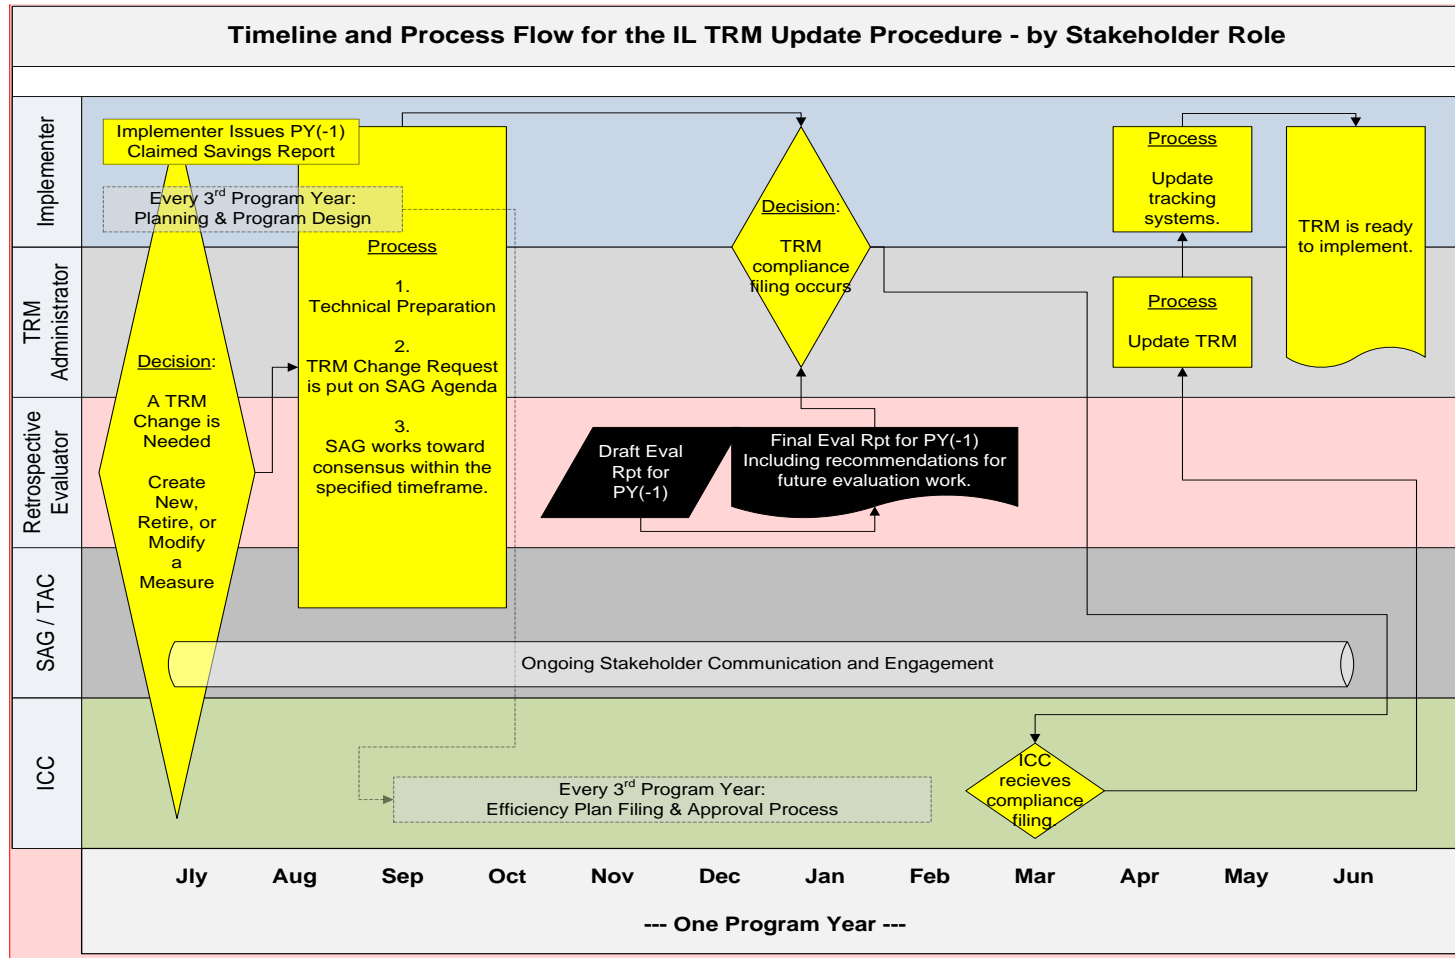 Timeline and Process Flow for the IL TRM Update Procedure - by Stakeholder Role
Implementer
TRM
Administrator
Retrospective
Evaluator
SAG / TAC
ICC
Implementer Issues PY(-1)
Claimed Savings Report
Every 3rd Program Year:
Planning & Program Design
Decision:
A TRM
Change is
Needed
Create
New,
Retire, or
Modify
a
Measure
Process
1.
Technical Preparation
2.
TRM Change Request
is put on SAG Agenda
3.
SAG works toward
consensus within the
specified timeframe.
Draft Eval
Rpt for
PY(-1)
Final Eval Rpt for PY(-1)
Including recommendations for
future evaluation work.
Decision:
TRM
compliance
filing occurs
Process
Update
tracking
systems.
Process
Update TRM
TRM is ready
to implement.
Ongoing Stakeholder Communication and Engagement
Every 3rd Program Year:
Efficiency Plan Filing & Approval Process
ICC
recieves
compliance
filing.
Jly Aug Sep Oct Nov Dec Jan Feb Mar Apr May Jun
--- One Program Year ---